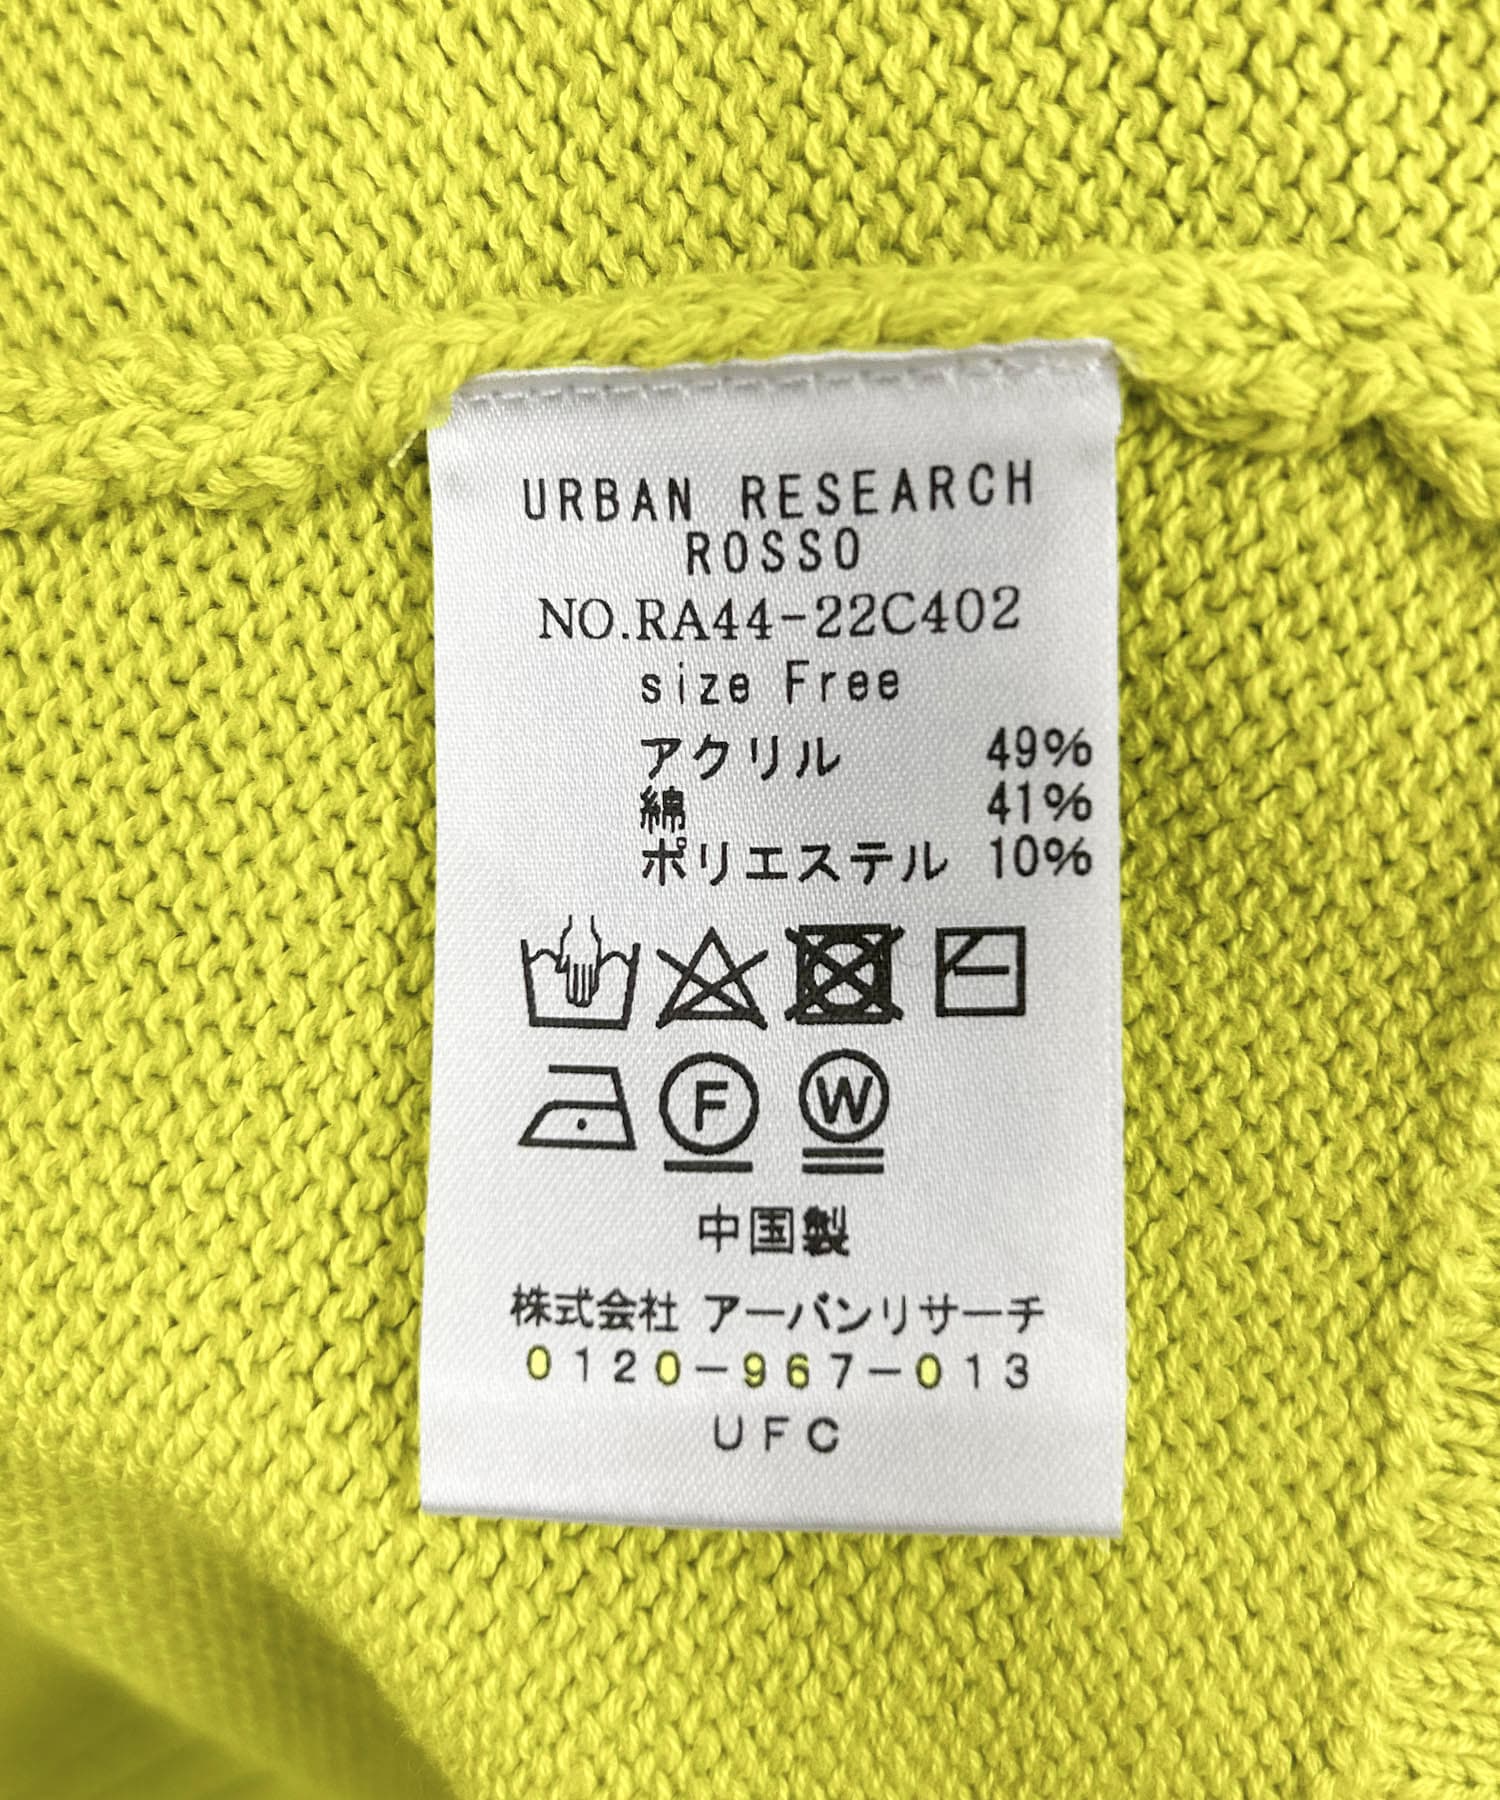 URBAN RESEARCH
ROSSO
NO.RA44-22C402
size Free
アクリル 49%
綿 41%
ポリエステル 10%
F W
中国製
株式会社 アーバンリサーチ
0120-967-013
UFC